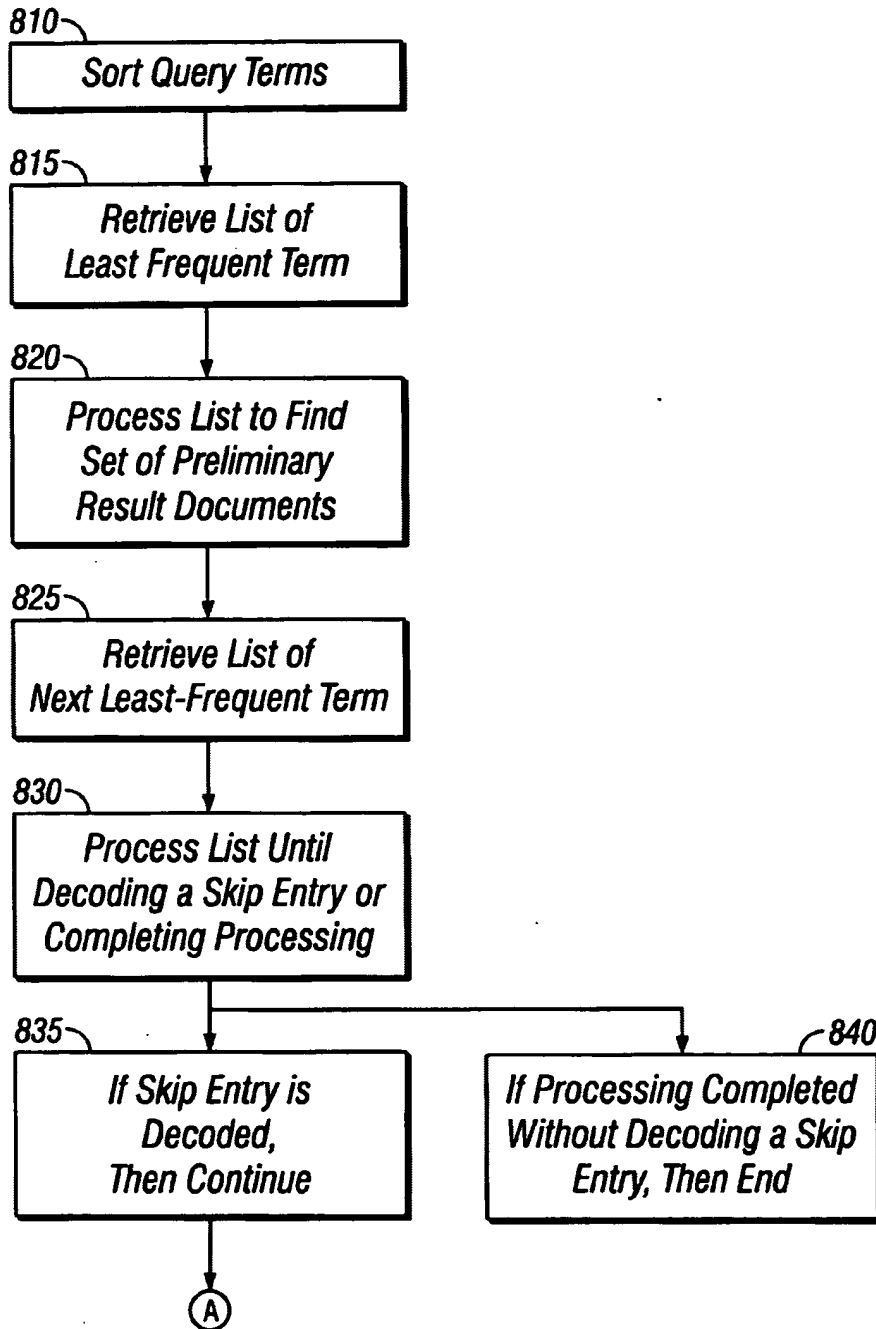 810
Sort Query Terms
815
Retrieve List of
Least Frequent Term
820
Process List to Find
Set of Preliminary
Result Documents
825
Retrieve List of
Next Least-Frequent Term
830
Process List Until
Decoding a Skip Entry or
Completing Processing
835
If Skip Entry is
Decoded,
Then Continue
840
If Processing Completed
Without Decoding a Skip
Entry, Then End
A